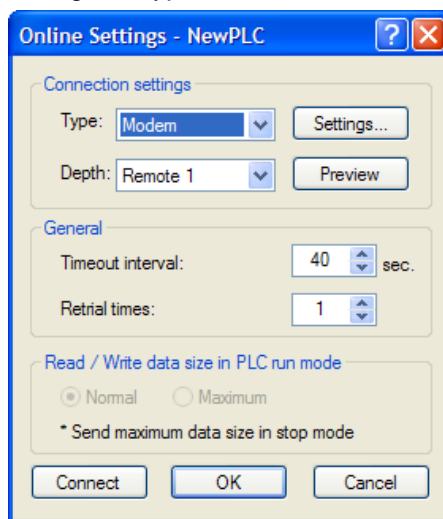 Online Settings - NewPLC
Connection settings
Type: Modem Settings...
Depth: Remote 1 Preview
General
Timeout interval: 40 sec.
Retrial times: 1
Read / Write data size in PLC run mode
Normal Maximum
* Send maximum data size in stop mode
Connect OK Cancel